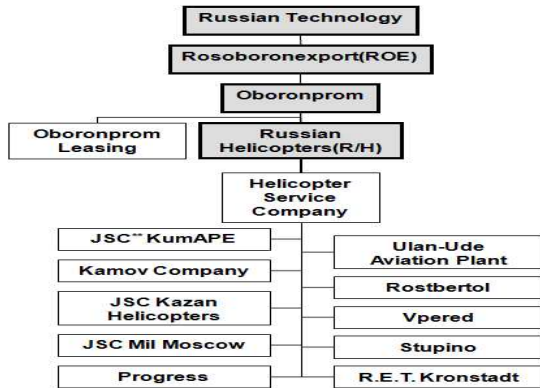 Russian Technology
Rosoboronexport(ROE)
Oboronprom
Oboronprom
Leasing
Russian
Helicopters(R/H)
Helicopter
Service
Company
JSC** KumAPE
Kamov Company
JSC Kazan
Helicopters
JSC Mil Moscow
Progress
Ulan-Ude
Aviation Plant
Rostbertol
Vpered
Stupino
R.E.T. Kronstadt